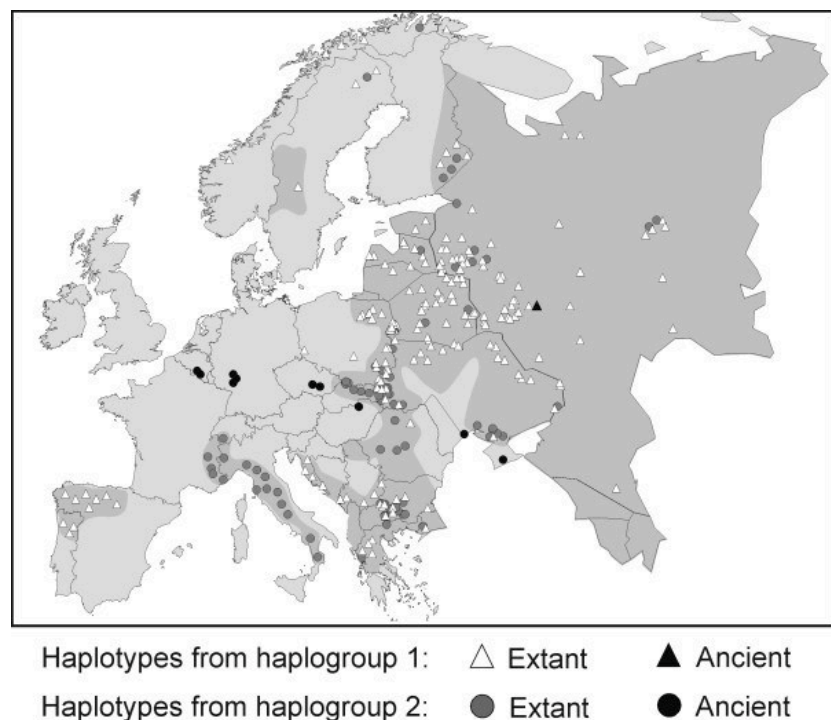 Haplotypes from haplogroup 1: Extant Ancient
Haplotypes from haplogroup 2: Extant Ancient